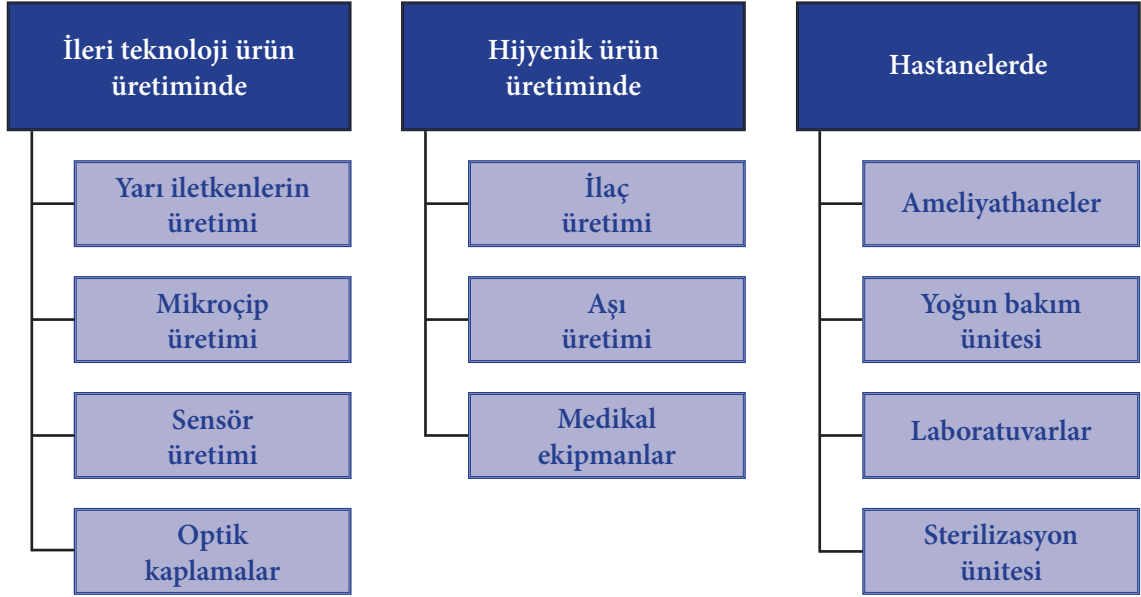 İleri teknoloji ürün
üretiminde
Yarı iletkenlerin
üretimi
Mikroçip
üretimi
Sensör
üretimi
Optik
kaplamalar
Hijyenik ürün
üretiminde
İlaç
üretimi
Aşı
üretimi
Medikal
ekipmanlar
Hastanelerde
Ameliyathaneler
Yoğun bakım
ünitesi
Laboratuvarlar
Sterilizasyon
ünitesi